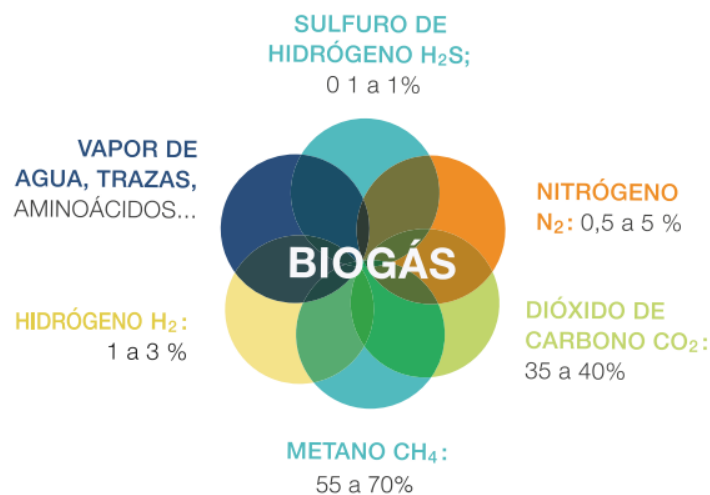 SULFURO DE
HIDRÓGENO H₂S;
0 1 a 1%
VAPOR DE
AGUA, TRAZAS,
AMINOÁCIDOS...
NITRÓGENO
N₂: 0,5 a 5 %
BIOGÁS
HIDRÓGENO H₂:
1 a 3 %
DIÓXIDO DE
CARBONO CO₂:
35 a 40%
METANO CH₄:
55 a 70%